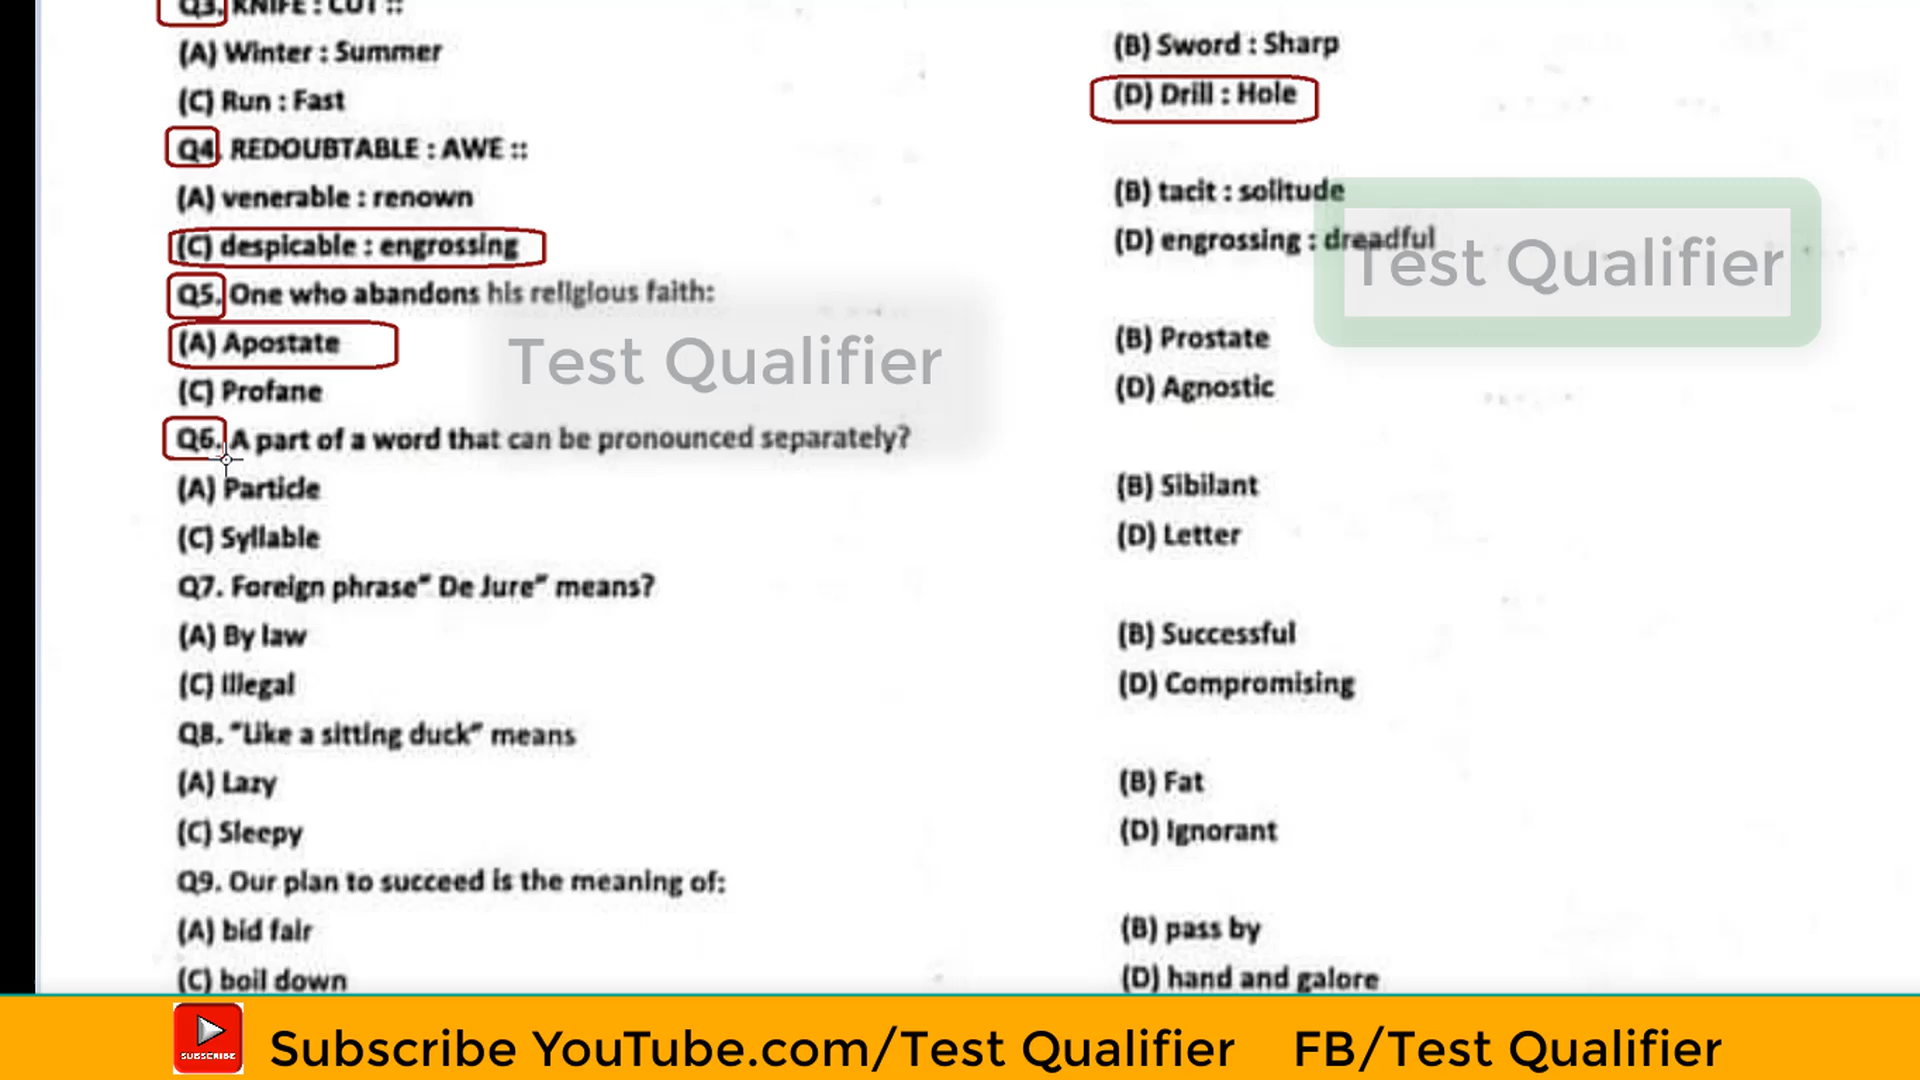 Q3. KNIFE : CUT ::
(A) Winter : Summer
(B) Sword : Sharp
(C) Run : Fast
(D) Drill : Hole
Q4. REDOUBTABLE : AWE ::
(A) venerable : renown
(B) tacit : solitude
(C) despicable : engrossing
(D) engrossing : dreadful
Test Qualifier
Q5. One who abandons his religious faith:
(A) Apostate
(B) Prostate
Test Qualifier
(C) Profane
(D) Agnostic
Q6. A part of a word that can be pronounced separately?
(A) Particle
(B) Sibilant
(C) Syllable
(D) Letter
Q7. Foreign phrase" De Jure" means?
(A) By law
(B) Successful
(C) Illegal
(D) Compromising
Q8. "Like a sitting duck" means
(A) Lazy
(B) Fat
(C) Sleepy
(D) Ignorant
Q9. Our plan to succeed is the meaning of:
(A) bid fair
(B) pass by
(C) boil down
(D) hand and galore
SUBSCRIBE
Subscribe YouTube.com/Test Qualifier FB/Test Qualifier